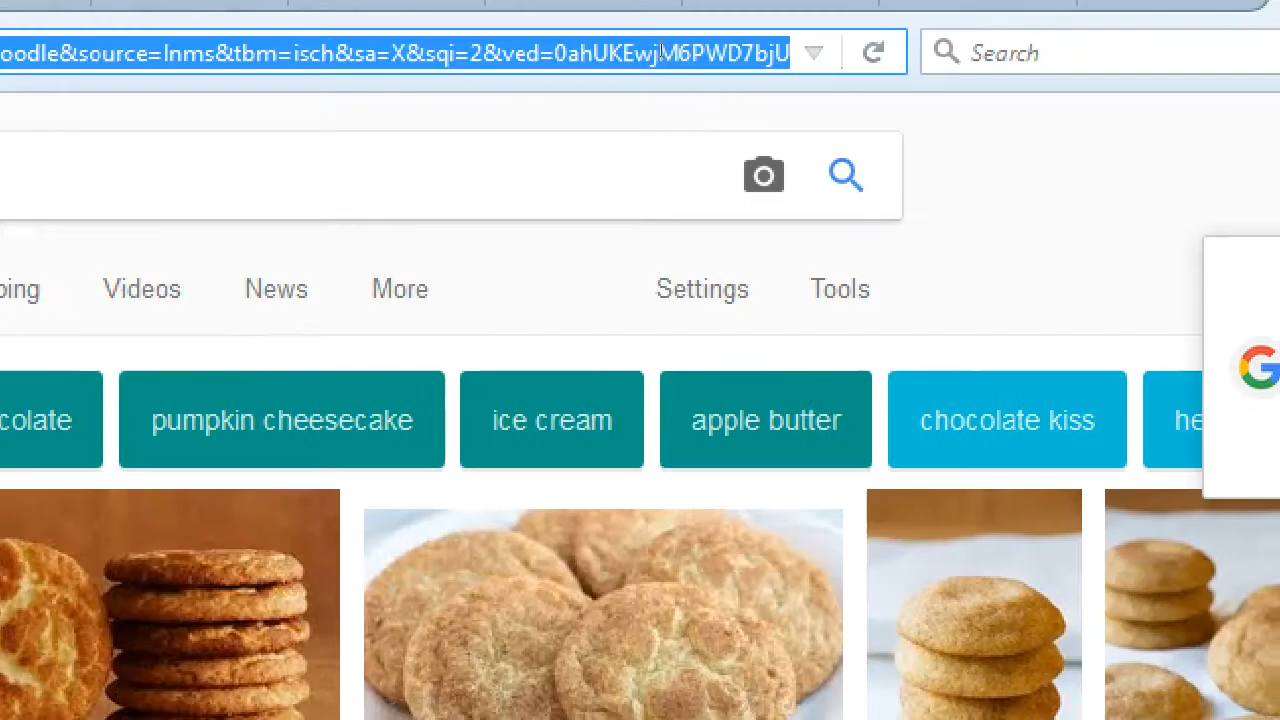 oodle&source=lnms&tbm=isch&sa=X&sqi=2&ved=0ahUKEwjM6PWD7bjU
Search
ping Videos News More Settings Tools
colate pumpkin cheesecake ice cream apple butter chocolate kiss he
G